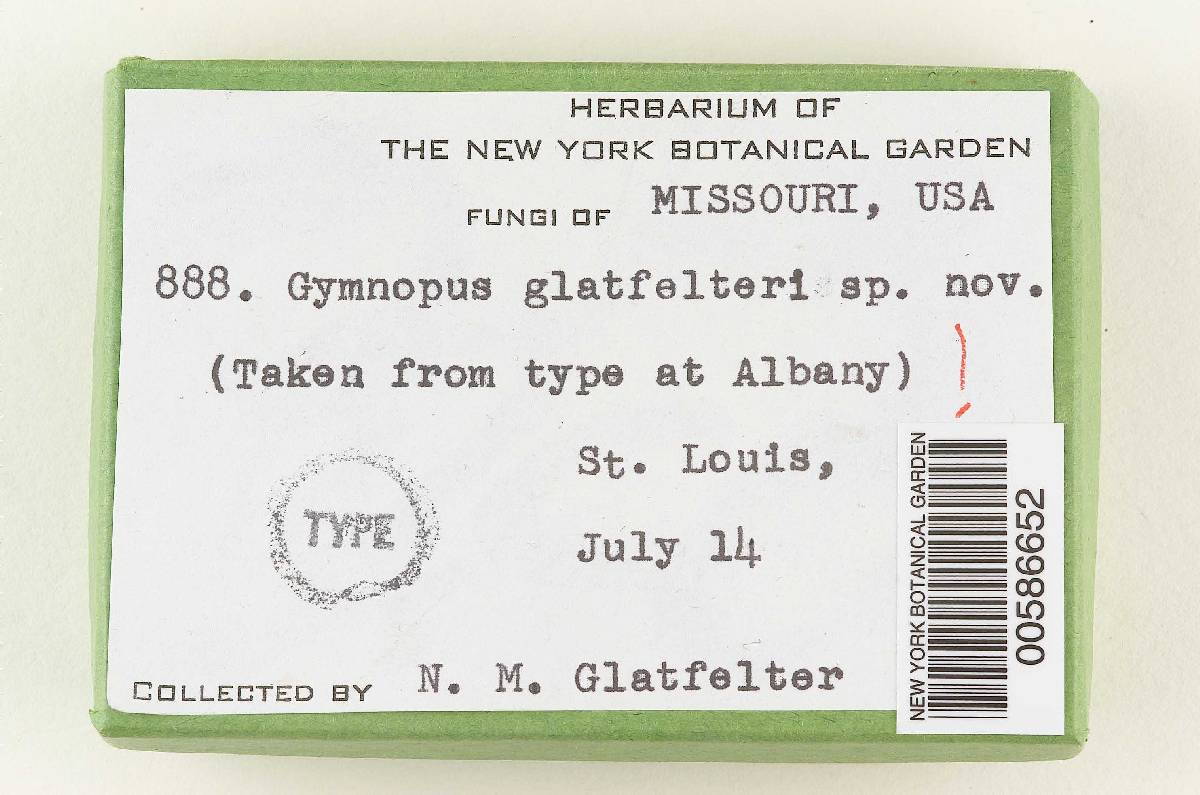 HERBARIUM OF
THE NEW YORK BOTANICAL GARDEN
FUNGI OF MISSOURI, USA
888. Gymnopus glatfelteri sp. nov.
(Taken from type at Albany)
St. Louis,
TYPE
July 14
COLLECTED BY N. M. Glatfelter
NEW YORK BOTANICAL GARDEN
00586652